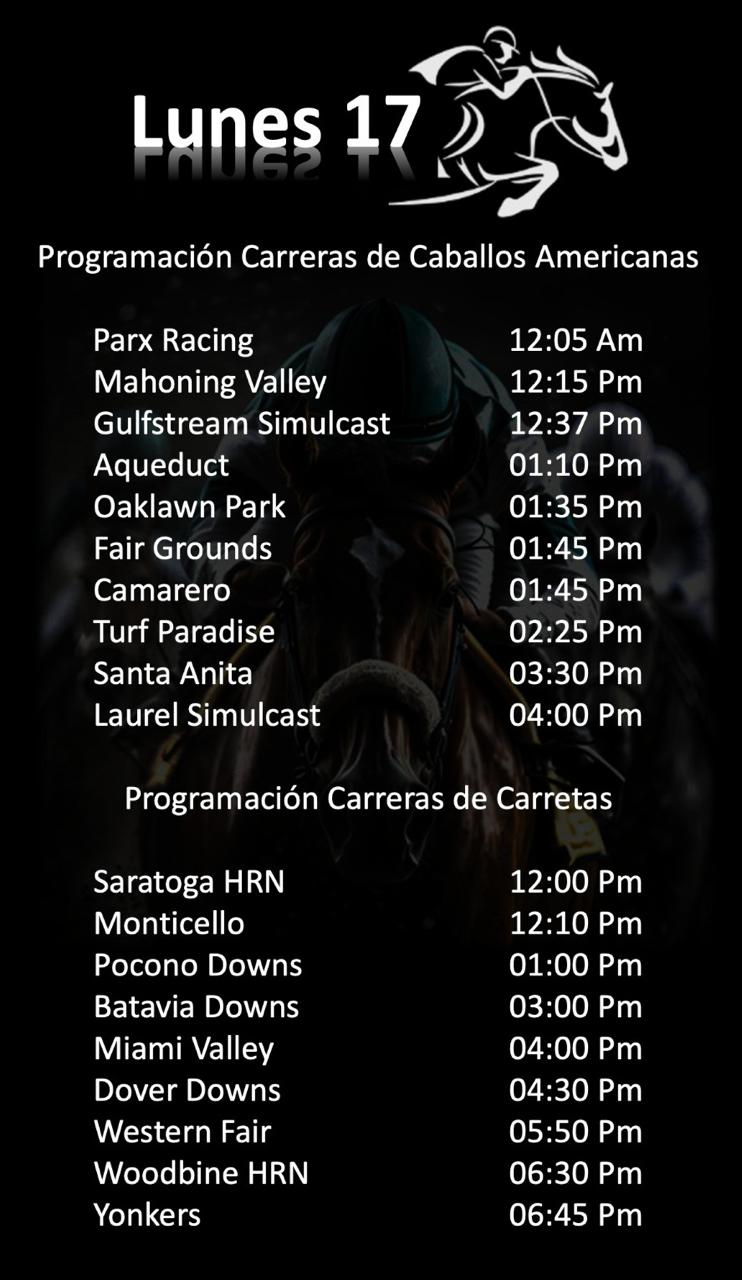 Lunes 17
Programación Carreras de Caballos Americanas
Parx Racing 12:05 Am
Mahoning Valley 12:15 Pm
Gulfstream Simulcast 12:37 Pm
Aqueduct 01:10 Pm
Oaklawn Park 01:35 Pm
Fair Grounds 01:45 Pm
Camarero 01:45 Pm
Turf Paradise 02:25 Pm
Santa Anita 03:30 Pm
Laurel Simulcast 04:00 Pm
Programación Carreras de Carretas
Saratoga HRN 12:00 Pm
Monticello 12:10 Pm
Pocono Downs 01:00 Pm
Batavia Downs 03:00 Pm
Miami Valley 04:00 Pm
Dover Downs 04:30 Pm
Western Fair 05:50 Pm
Woodbine HRN 06:30 Pm
Yonkers 06:45 Pm